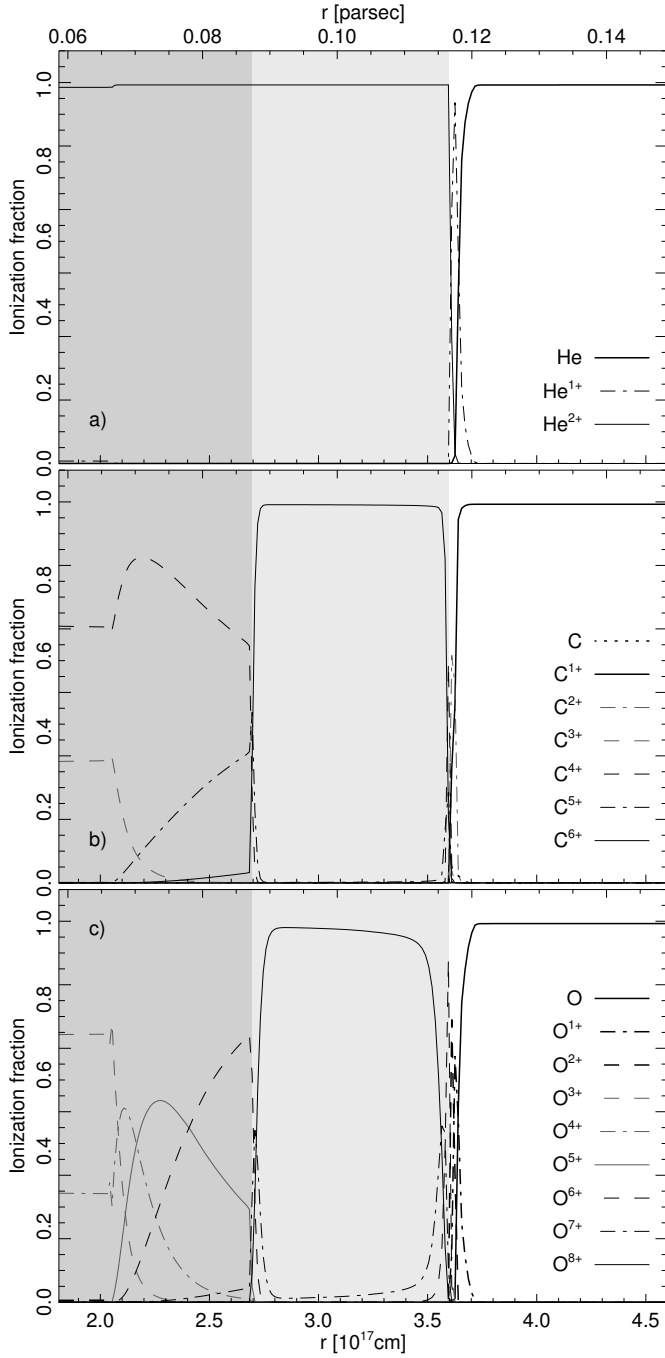 r [parsec]
0.06 0.08 0.10 0.12 0.14
Ionization fraction
0.0 0.2 0.4 0.6 0.8 1.0
a)
He
He¹⁺
He²⁺
Ionization fraction
0.0 0.2 0.4 0.6 0.8 1.0
b)
C
C¹⁺
C²⁺
C³⁺
C⁴⁺
C⁵⁺
C⁶⁺
Ionization fraction
0.0 0.2 0.4 0.6 0.8 1.0
c)
O
O¹⁺
O²⁺
O³⁺
O⁴⁺
O⁵⁺
O⁶⁺
O⁷⁺
O⁸⁺
2.0 2.5 3.0 3.5 4.0 4.5
r [10¹⁷cm]